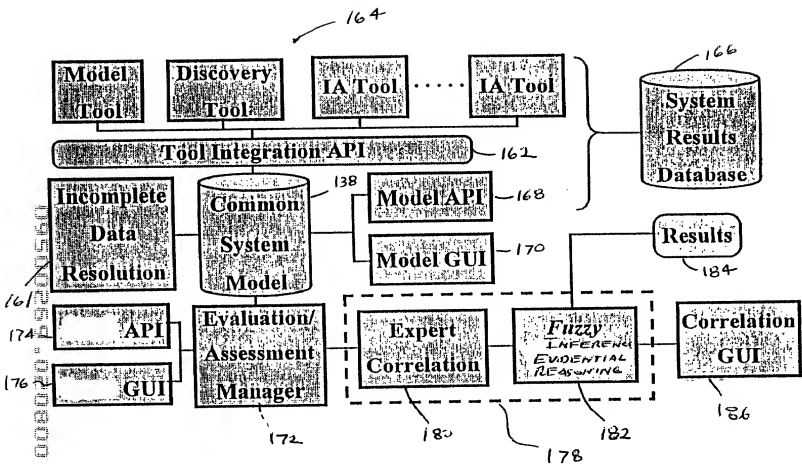 164
Model
Tool
Discovery
Tool
IA Tool
IA Tool
166
System
Results
Database
Tool Integration API
162
Incomplete
Data
Resolution
161
138
Common
System
Model
Model API
168
Model GUI
170
Results
184
174
API
176
GUI
Evaluation/
Assessment
Manager
172
Expert
Correlation
180
Fuzzy
INFERENC
EVIDENTIAL
REASONING
182
178
Correlation
GUI
186